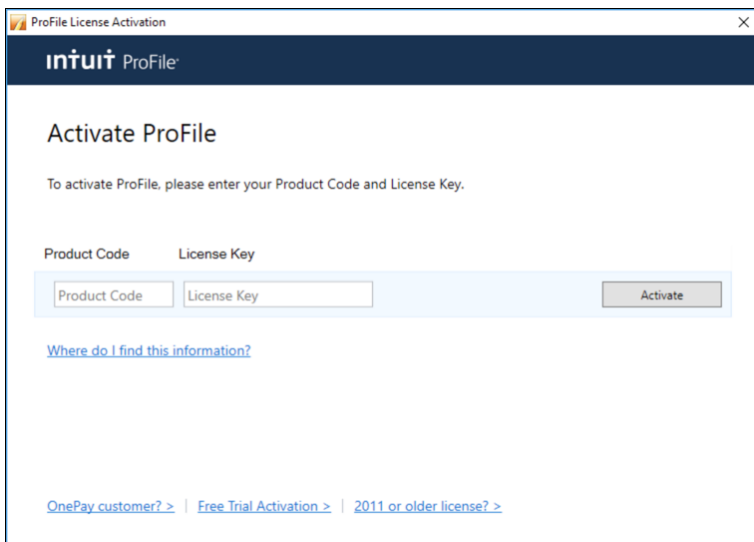 ProFile License Activation
ıntuıt ProFile
Activate ProFile
To activate ProFile, please enter your Product Code and License Key.
Product Code License Key
Product Code License Key Activate
Where do I find this information?
OnePay customer? > | Free Trial Activation > | 2011 or older license? >